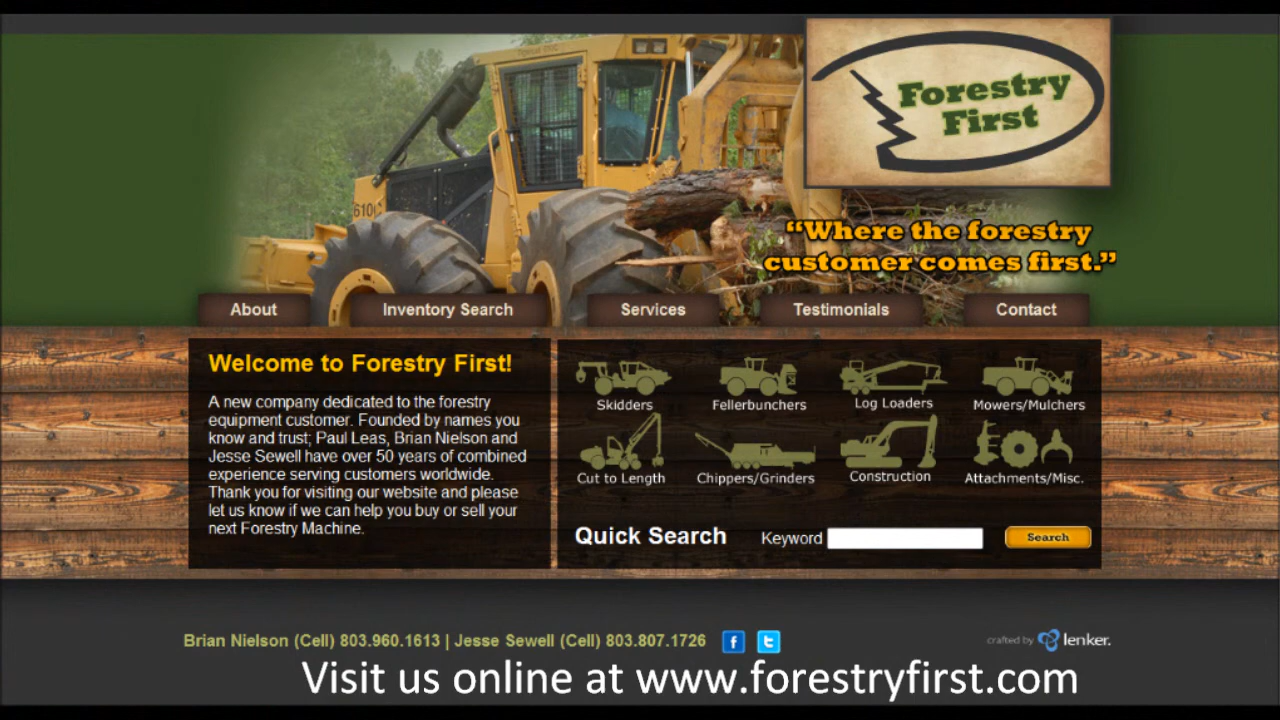 Forestry
First
"Where the forestry
customer comes first."
610C
About
Inventory Search
Services
Testimonials
Contact
Welcome to Forestry First!
A new company dedicated to the forestry
equipment customer. Founded by names you
know and trust; Paul Leas, Brian Nielson and
Jesse Sewell have over 50 years of combined
experience serving customers worldwide.
Thank you for visiting our website and please
let us know if we can help you buy or sell your
next Forestry Machine.
Skidders
Fellerbunchers
Log Loaders
Mowers/Mulchers
Cut to Length
Chippers/Grinders
Construction
Attachments/Misc.
Quick Search
Keyword
Search
Brian Nielson (Cell) 803.960.1613 | Jesse Sewell (Cell) 803.807.1726
f
t
crafted by lenker.
Visit us online at www.forestryfirst.com